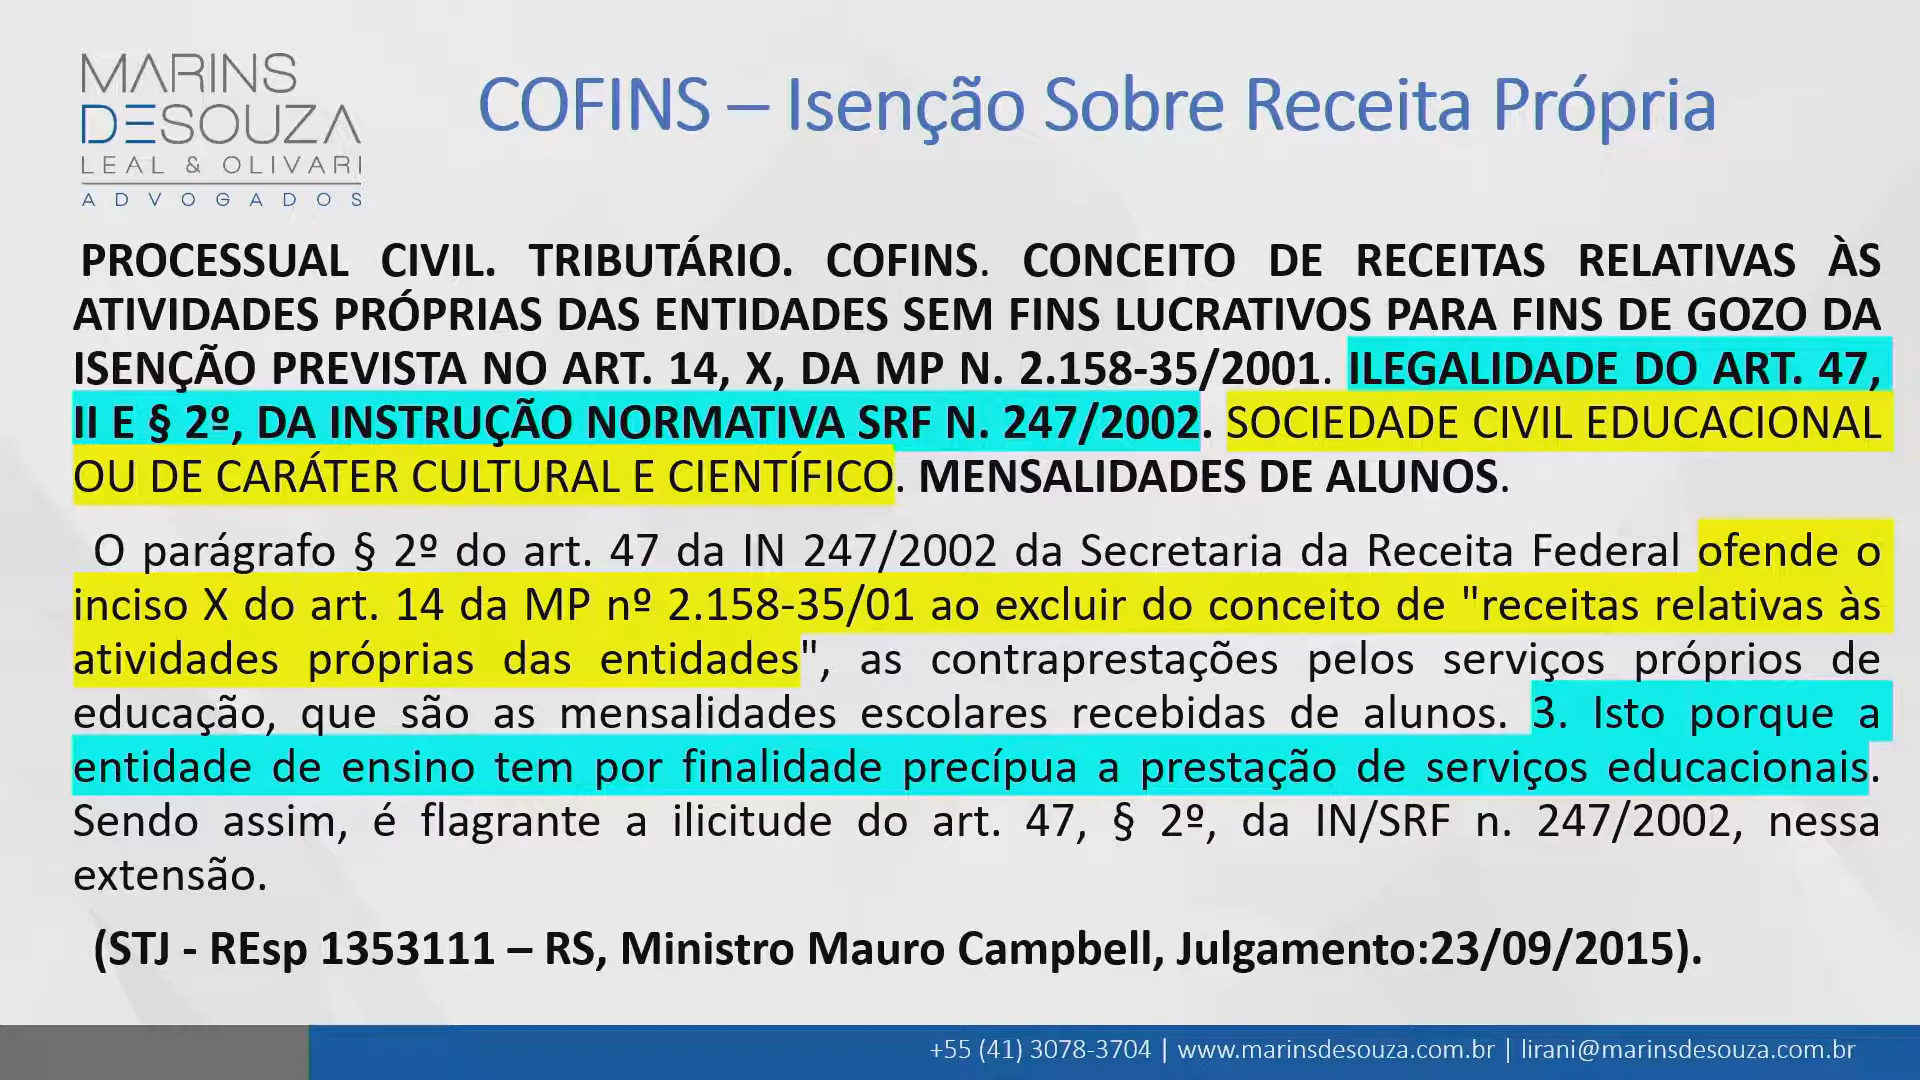 MARINS
DESOUZA
LEAL & OLIVARI
ADVOGADOS
COFINS – Isenção Sobre Receita Própria
PROCESSUAL CIVIL. TRIBUTÁRIO. COFINS. CONCEITO DE RECEITAS RELATIVAS ÀS
ATIVIDADES PRÓPRIAS DAS ENTIDADES SEM FINS LUCRATIVOS PARA FINS DE GOZO DA
ISENÇÃO PREVISTA NO ART. 14, X, DA MP N. 2.158-35/2001. ILEGALIDADE DO ART. 47,
II E § 2º, DA INSTRUÇÃO NORMATIVA SRF N. 247/2002. SOCIEDADE CIVIL EDUCACIONAL
OU DE CARÁTER CULTURAL E CIENTÍFICO. MENSALIDADES DE ALUNOS.
O parágrafo § 2º do art. 47 da IN 247/2002 da Secretaria da Receita Federal ofende o
inciso X do art. 14 da MP nº 2.158-35/01 ao excluir do conceito de "receitas relativas às
atividades próprias das entidades", as contraprestações pelos serviços próprios de
educação, que são as mensalidades escolares recebidas de alunos. 3. Isto porque a
entidade de ensino tem por finalidade precípua a prestação de serviços educacionais.
Sendo assim, é flagrante a ilicitude do art. 47, § 2º, da IN/SRF n. 247/2002, nessa
extensão.
(STJ - REsp 1353111 – RS, Ministro Mauro Campbell, Julgamento:23/09/2015).
+55 (41) 3078-3704 | www.marinsdesouza.com.br | lirani@marinsdesouza.com.br